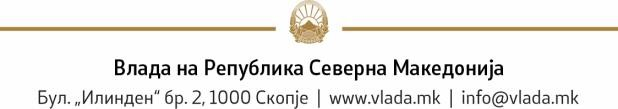 Влада на Република Северна Македонија
Бул. „Илинден“ бр. 2, 1000 Скопје | www.vlada.mk | info@vlada.mk